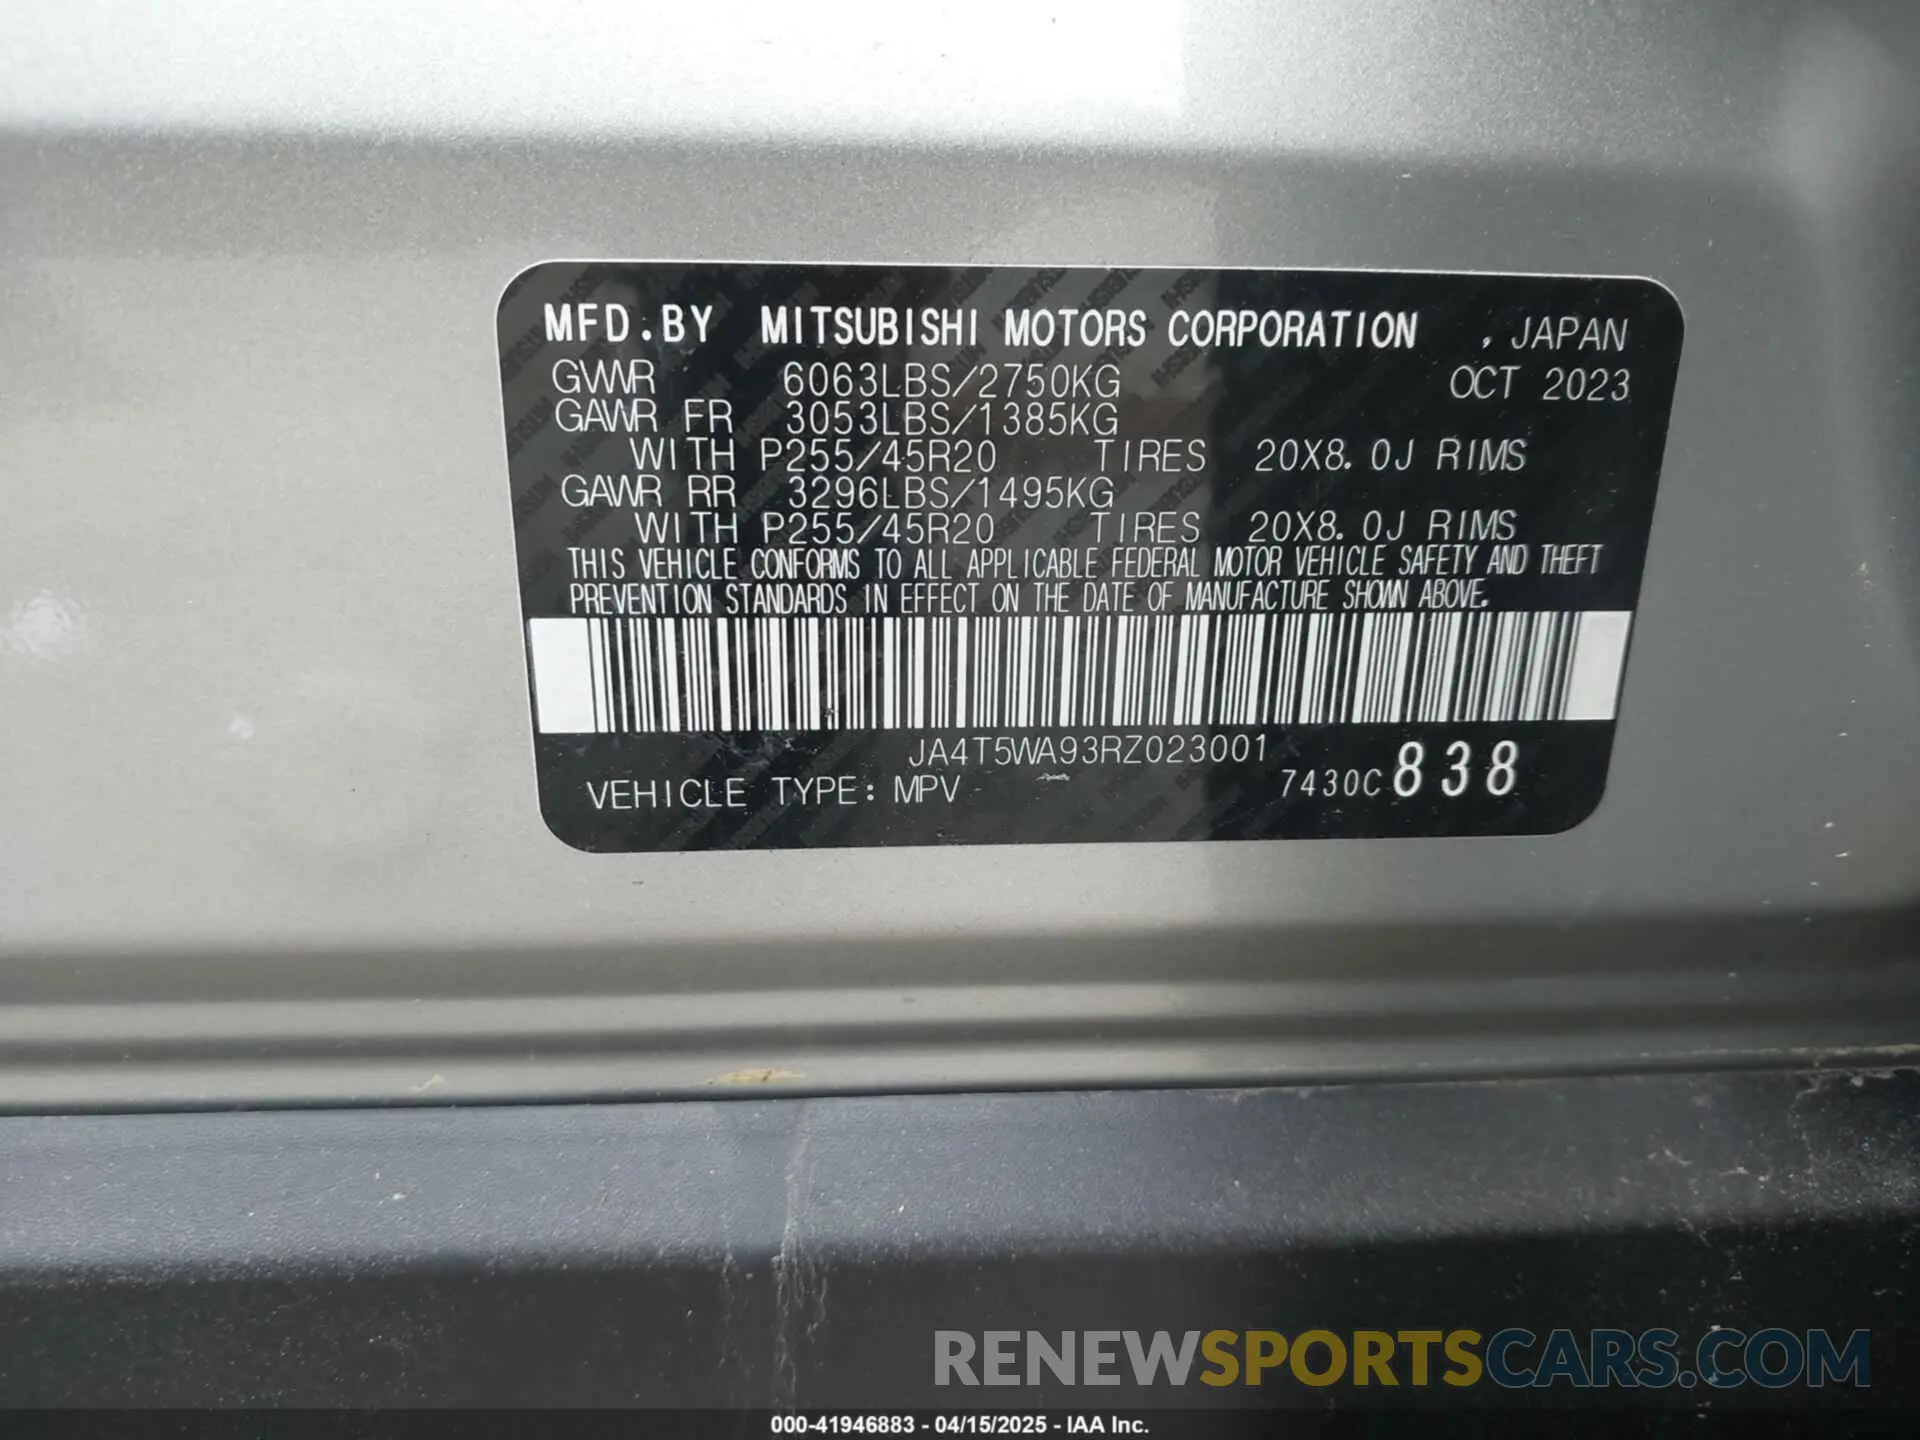 MFD.BY MITSUBISHI MOTORS CORPORATION , JAPAN
GVWR 6063LBS/2750KG OCT 2023
GAWR FR 3053LBS/1385KG
WITH P255/45R20 TIRES 20X8.0J RIMS
GAWR RR 3296LBS/1495KG
WITH P255/45R20 TIRES 20X8.0J RIMS
THIS VEHICLE CONFORMS TO ALL APPLICABLE FEDERAL MOTOR VEHICLE SAFETY AND THEFT
PREVENTION STANDARDS IN EFFECT ON THE DATE OF MANUFACTURE SHOWN ABOVE.
JA4T5WA93RZ023001
VEHICLE TYPE: MPV 7430C 838
RENEWSPORTSCARS.COM
000-41946883 - 04/15/2025 - IAA Inc.